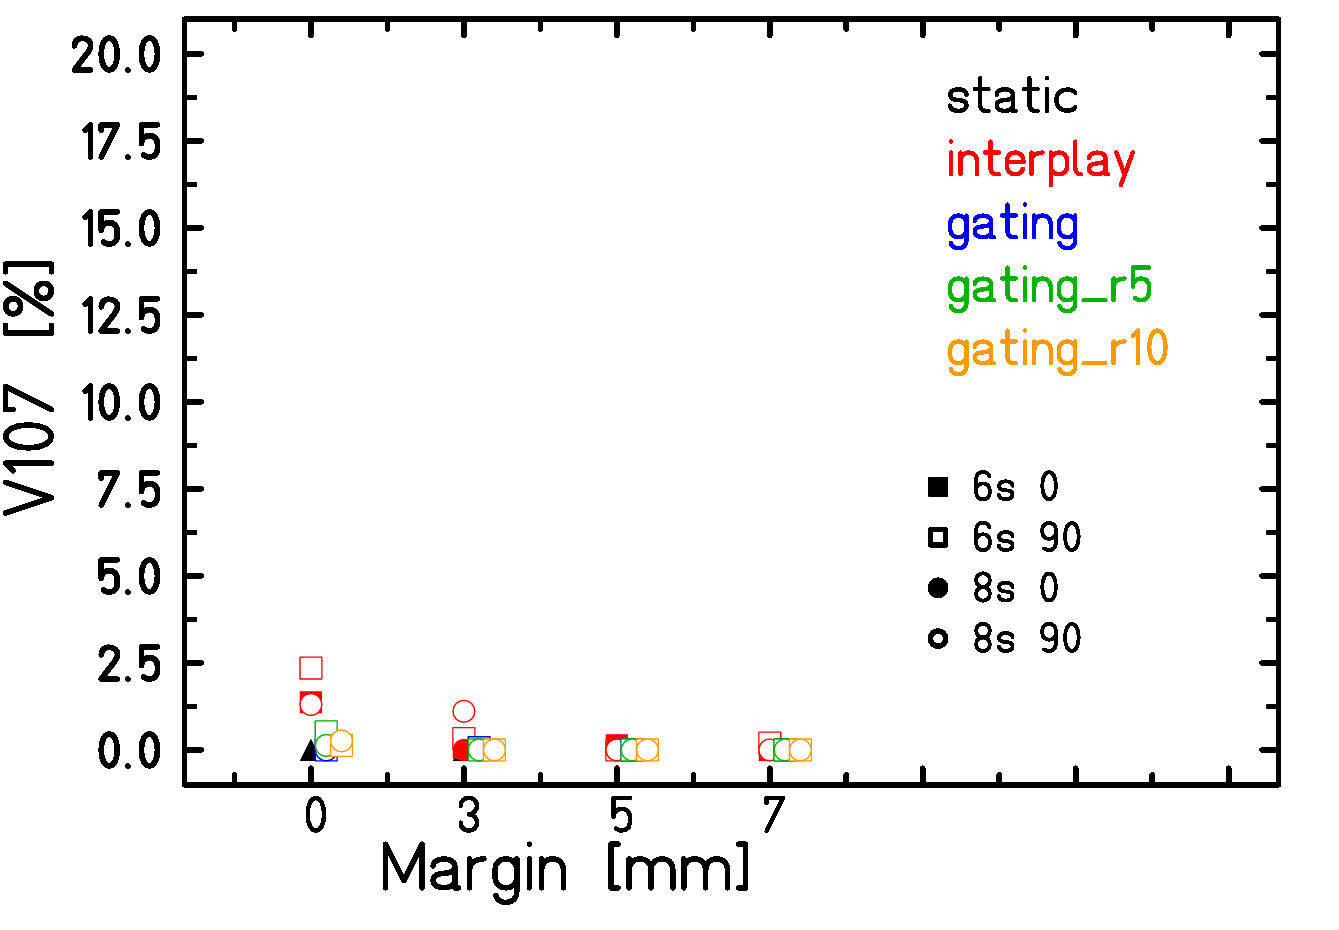 20.0
17.5
15.0
12.5
10.0
7.5
5.0
2.5
0.0
V107 [%]
0 3 5 7
Margin [mm]
static
interplay
gating
gating_r5
gating_r10
6s 0
6s 90
8s 0
8s 90